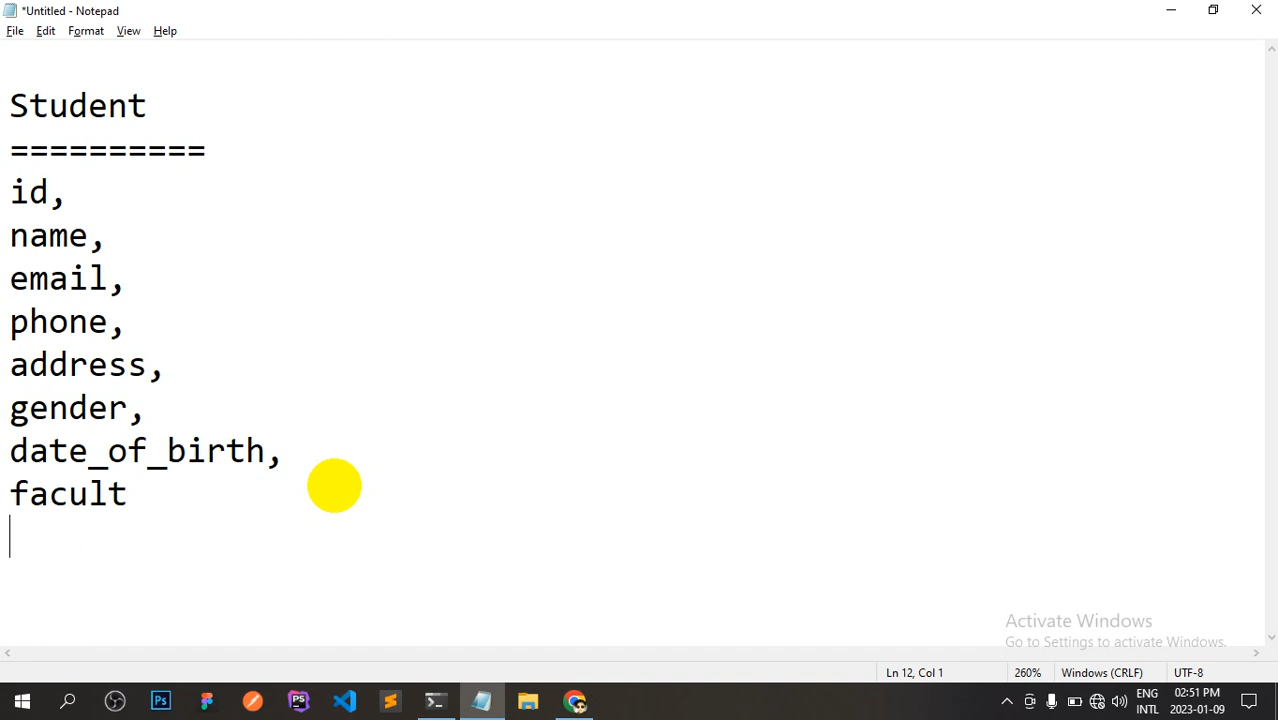 *Untitled - Notepad
File Edit Format View Help
Student
==========
id,
name,
email,
phone,
address,
gender,
date_of_birth,
facult
Activate Windows
Go to Settings to activate Windows.
Ln 12, Col 1 260% Windows (CRLF) UTF-8
Ps PS ENG 02:51 PM
INTL 2023-01-09